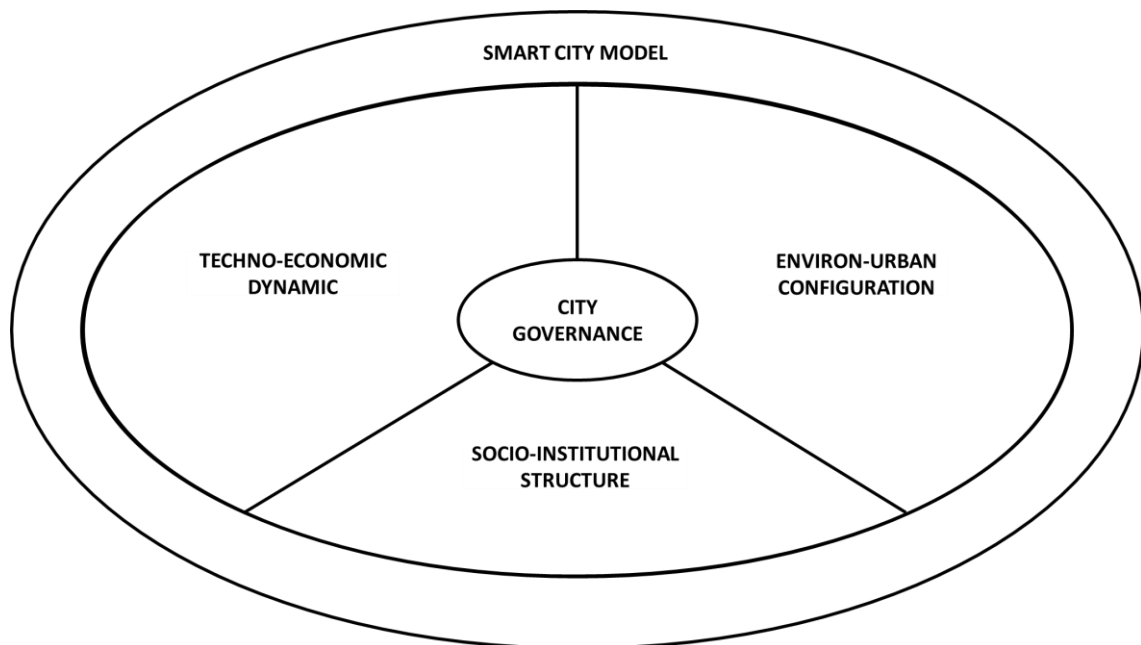 SMART CITY MODEL
TECHNO-ECONOMIC
DYNAMIC
ENVIRON-URBAN
CONFIGURATION
CITY
GOVERNANCE
SOCIO-INSTITUTIONAL
STRUCTURE